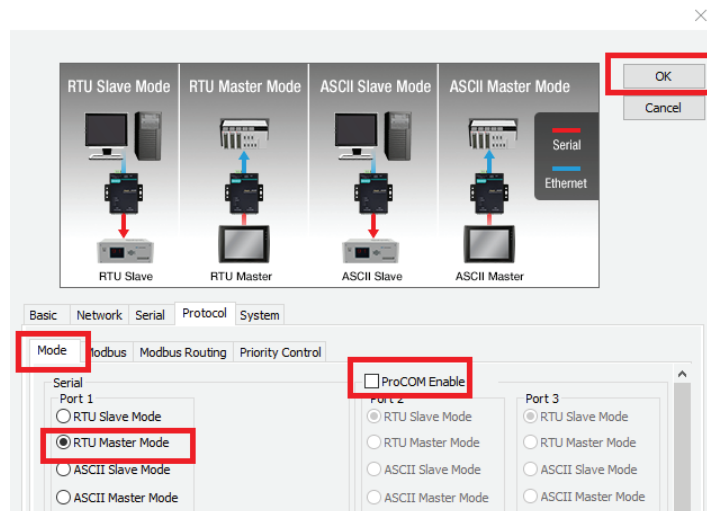 RTU Slave Mode RTU Master Mode ASCII Slave Mode ASCII Master Mode
OK
Cancel
Serial
Ethernet
RTU Slave RTU Master ASCII Slave ASCII Master
Basic Network Serial Protocol System
Mode Modbus Modbus Routing Priority Control
Serial
ProCOM Enable
Port 1
RTU Slave Mode
RTU Master Mode
ASCII Slave Mode
ASCII Master Mode
Port 2
RTU Slave Mode
RTU Master Mode
ASCII Slave Mode
ASCII Master Mode
Port 3
RTU Slave Mode
RTU Master Mode
ASCII Slave Mode
ASCII Master Mode